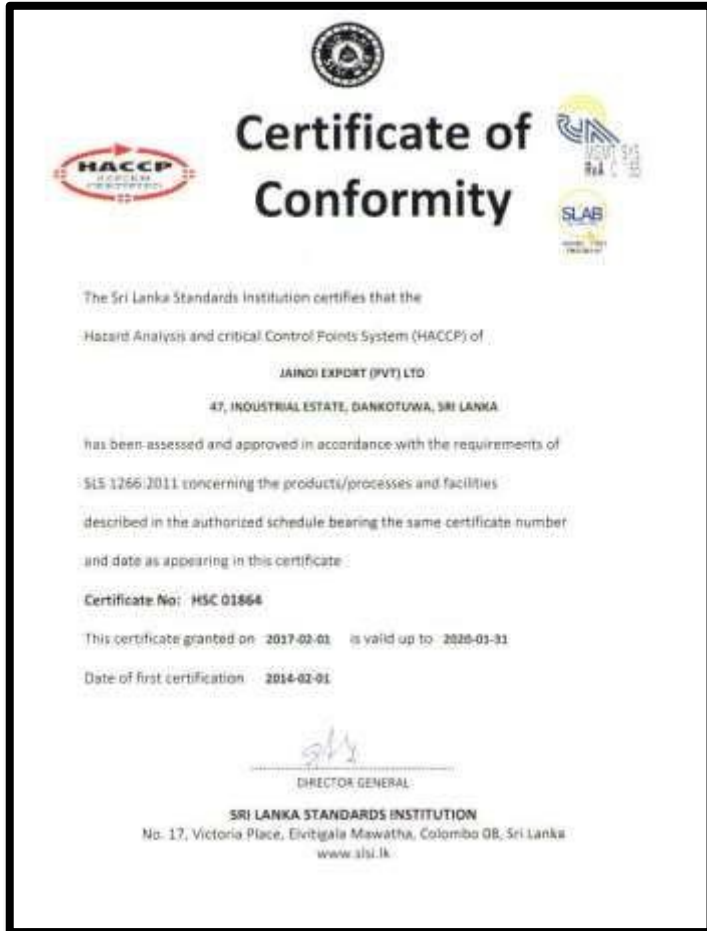 Certificate of
Conformity
HACCP
SYSTEM
CERTIFIED
SLAB
The Sri Lanka Standards Institution certifies that the
Hazard Analysis and critical Control Points System (HACCP) of
JAINDI EXPORT (PVT) LTD
47, INDUSTRIAL ESTATE, DANKOTUWA, SRI LANKA
has been assessed and approved in accordance with the requirements of
SLS 1266:2011 concerning the products/processes and facilities
described in the authorized schedule bearing the same certificate number
and date as appearing in this certificate
Certificate No: HSC 01864
This certificate granted on 2017-02-01 is valid up to 2020-01-31
Date of first certification 2014-02-01
DIRECTOR GENERAL
SRI LANKA STANDARDS INSTITUTION
No. 17, Victoria Place, Elvitigala Mawatha, Colombo 08, Sri Lanka
www.slsi.lk